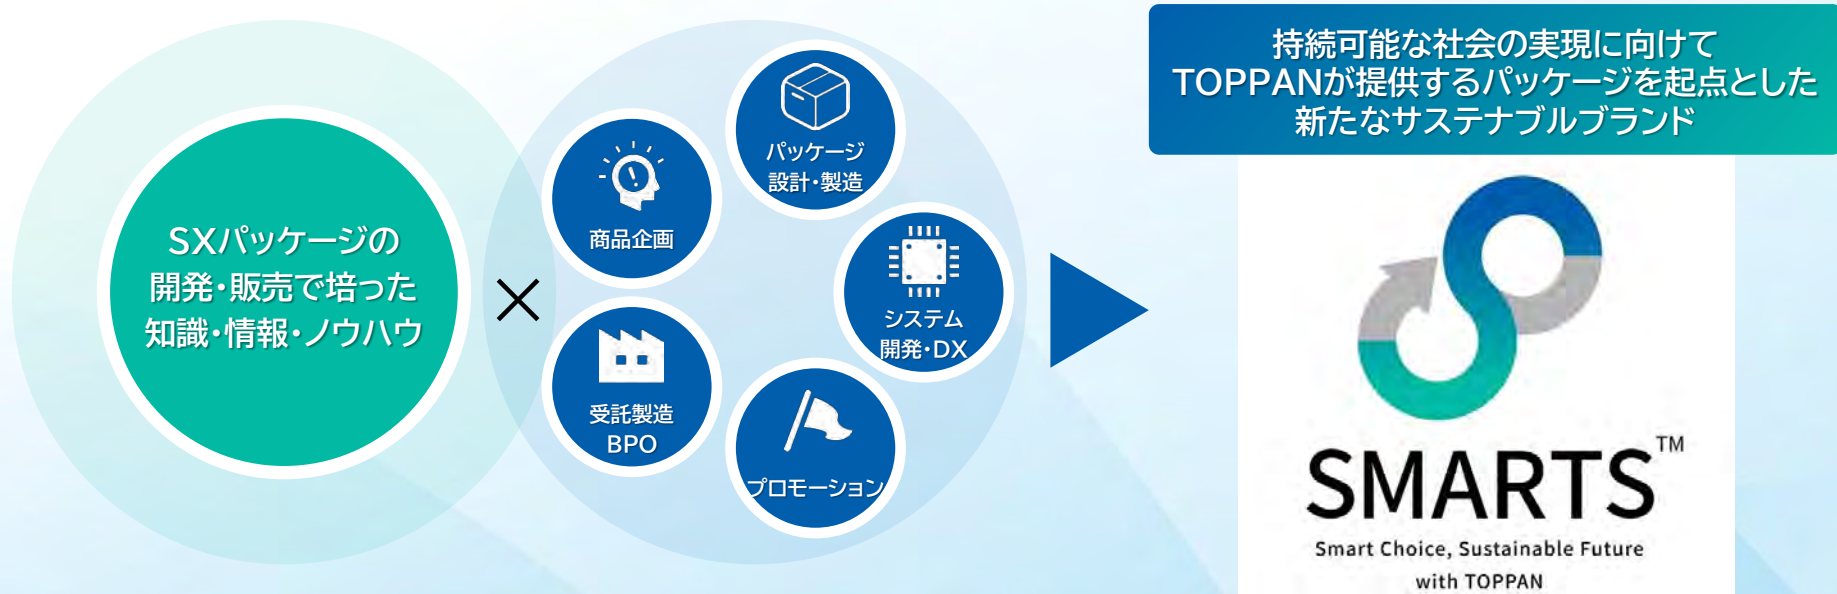 SXパッケージの
開発・販売で培った
知識・情報・ノウハウ
×
商品企画
パッケージ
設計・製造
システム
開発・DX
プロモーション
受託製造
BPO
持続可能な社会の実現に向けて
TOPPANが提供するパッケージを起点とした
新たなサステナブルブランド
SMARTS™
Smart Choice, Sustainable Future
with TOPPAN